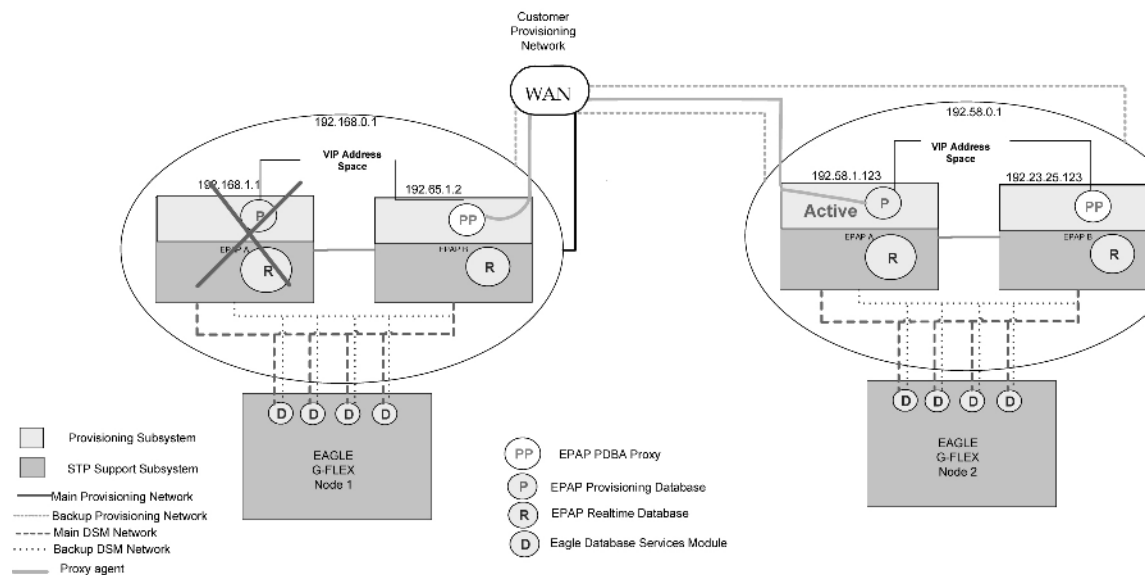 Customer
Provisioning
Network
WAN
192.168.0.1
VIP Address
Space
192.168.1.1
192.65.1.2
P
PP
EPAP A
EPAP B
R
R
D
D
D
D
EAGLE
G-FLEX
Node 1
192.58.0.1
VIP Address
Space
192.58.1.123
192.23.25.123
P
PP
Active
EPAP A
EPAP B
R
R
D
D
D
D
EAGLE
G-FLEX
Node 2
Provisioning Subsystem
STP Support Subsystem
Main Provisioning Network
Backup Provisioning Network
Main DSM Network
Backup DSM Network
Proxy agent
PP EPAP PDBA Proxy
P EPAP Provisioning Database
R EPAP Realtime Database
D Eagle Database Services Module